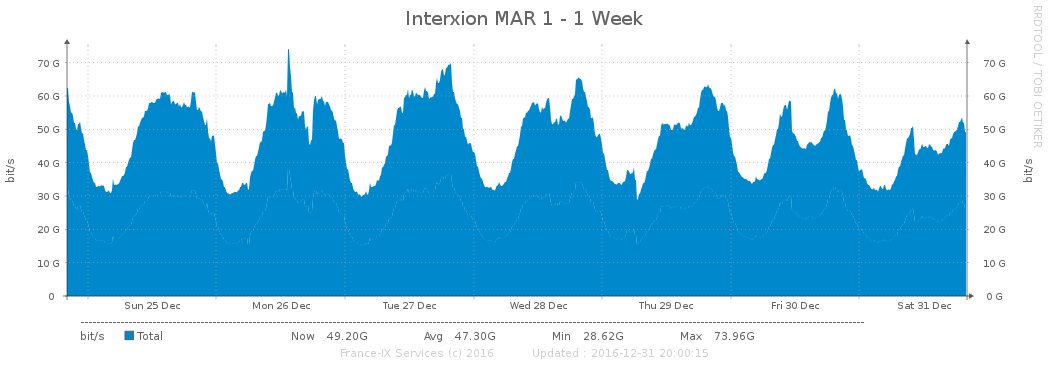 Interxion MAR 1 - 1 Week
RRDTOOL / TOBI OETIKER
bit/s
70 G
60 G
50 G
40 G
30 G
20 G
10 G
0
70 G
60 G
50 G
40 G
30 G
20 G
10 G
0 G
bit/s
Sun 25 Dec Mon 26 Dec Tue 27 Dec Wed 28 Dec Thu 29 Dec Fri 30 Dec Sat 31 Dec
bit/s Total Now 49.20G Avg 47.30G Min 28.62G Max 73.96G
France-IX Services (c) 2016 Updated : 2016-12-31 20:00:15